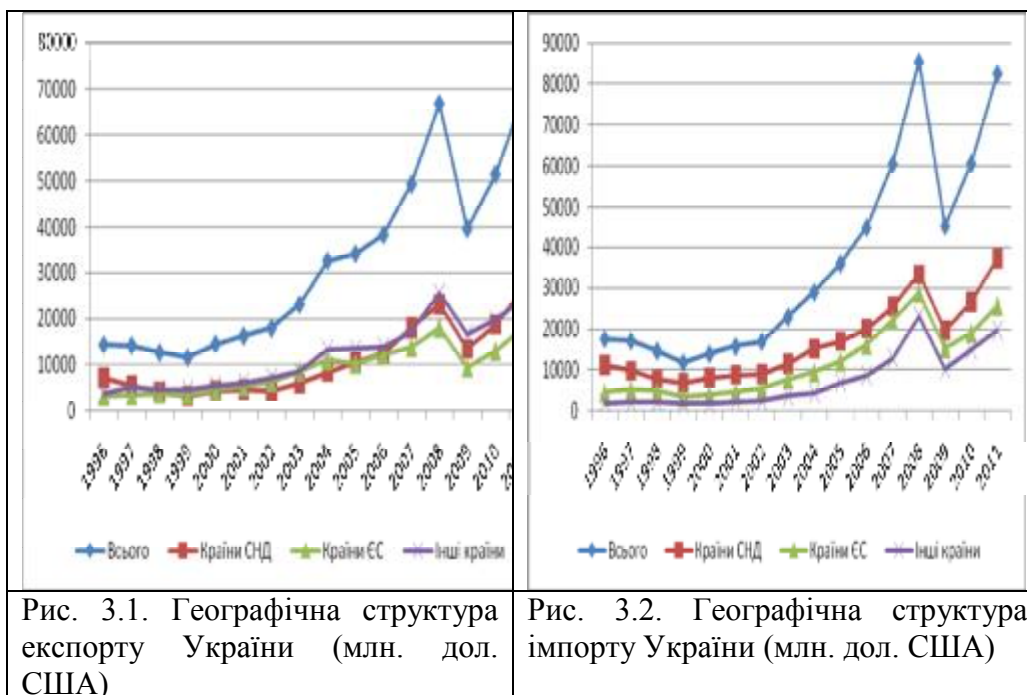 80000
70000
60000
50000
40000
30000
20000
10000
0
1996 1997 1998 1999 2000 2001 2002 2003 2004 2005 2006 2007 2008 2009 2010
Всього Країни СНД Країни ЄС Інші країни
Рис. 3.1. Географічна структура
експорту України (млн. дол.
США)
90000
80000
70000
60000
50000
40000
30000
20000
10000
0
1996 1997 1998 1999 2000 2001 2002 2003 2004 2005 2006 2007 2008 2009 2010 2011
Всього Країни СНД Країни ЄС Інші країни
Рис. 3.2. Географічна структура
імпорту України (млн. дол. США)